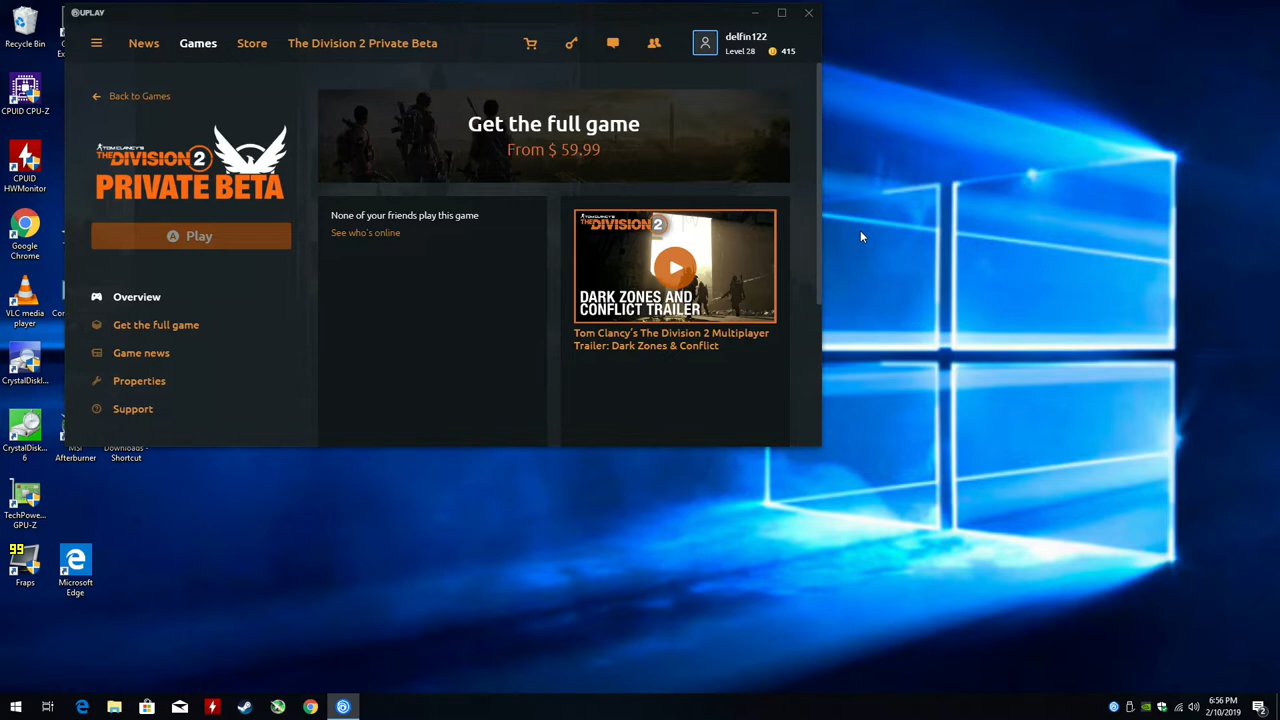 UPLAY
News
Games
Store
The Division 2 Private Beta
delfin122
Level 28
415
Back to Games
TOM CLANCY'S
THE DIVISION 2
PRIVATE BETA
A Play
Overview
Get the full game
Game news
Properties
Support
Get the full game
From $ 59.99
None of your friends play this game
See who's online
TOM CLANCY'S
THE DIVISION 2
DARK ZONES AND
CONFLICT TRAILER
Tom Clancy's The Division 2 Multiplayer
Trailer: Dark Zones & Conflict
Recycle Bin
CPUID CPU-Z
CPUID
HWMonitor
Google
Chrome
VLC media
player
CrystalDiskI...
CrystalDisk...
6
MSI
Afterburner
Downloads -
Shortcut
TechPowe...
GPU-Z
99
Fraps
Microsoft
Edge
6:56 PM
2/10/2019
2